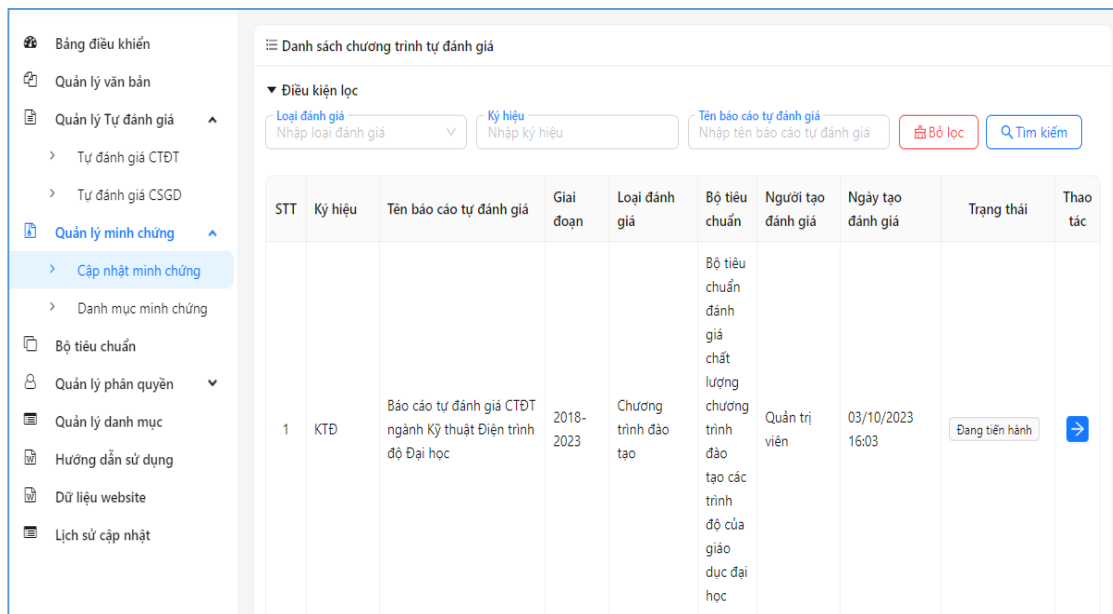 Bảng điều khiển
Quản lý văn bản
Quản lý Tự đánh giá
Tự đánh giá CTĐT
Tự đánh giá CSGD
Quản lý minh chứng
Cập nhật minh chứng
Danh mục minh chứng
Bộ tiêu chuẩn
Quản lý phân quyền
Quản lý danh mục
Hướng dẫn sử dụng
Dữ liệu website
Lịch sử cập nhật
Danh sách chương trình tự đánh giá
Điều kiện lọc
Loại đánh giá
Nhập loại đánh giá
Ký hiệu
Nhập ký hiệu
Tên báo cáo tự đánh giá
Nhập tên báo cáo tự đánh giá
Bỏ lọc
Tìm kiếm
STT
Ký hiệu
Tên báo cáo tự đánh giá
Giai
đoạn
Loại đánh
giá
Bộ tiêu
chuẩn
Người tạo
đánh giá
Ngày tạo
đánh giá
Trạng thái
Thao
tác
1
KTĐ
Báo cáo tự đánh giá CTĐT
ngành Kỹ thuật Điện trình
độ Đại học
2018-
2023
Chương
trình đào
tạo
Bộ tiêu
chuẩn
đánh
giá
chất
lượng
chương
trình
đào
tạo các
trình
độ của
giáo
dục đại
học
Quản trị
viên
03/10/2023
16:03
Đang tiến hành